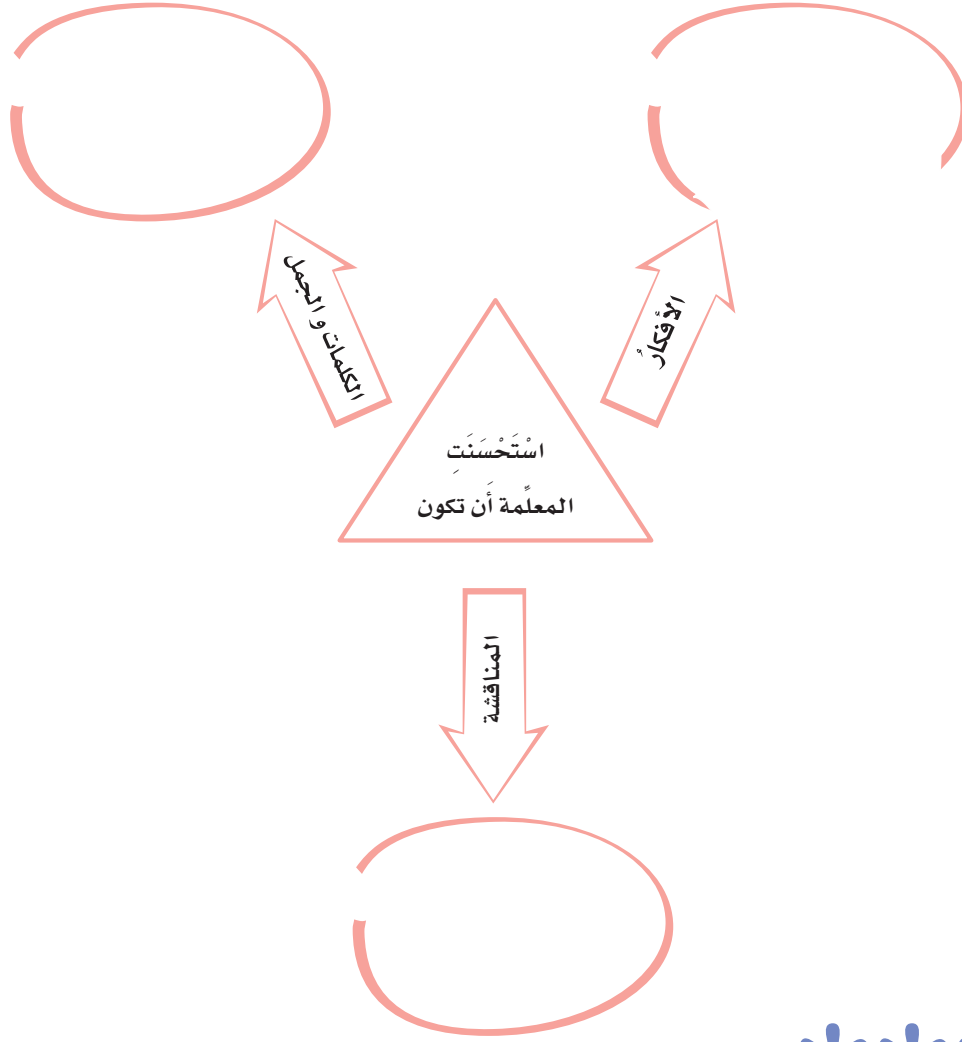 الأفكارُ
الكلمات و الجمل
اسْتَحْسَنَتِ
المعلِّمة أَن تكون
المناقشة